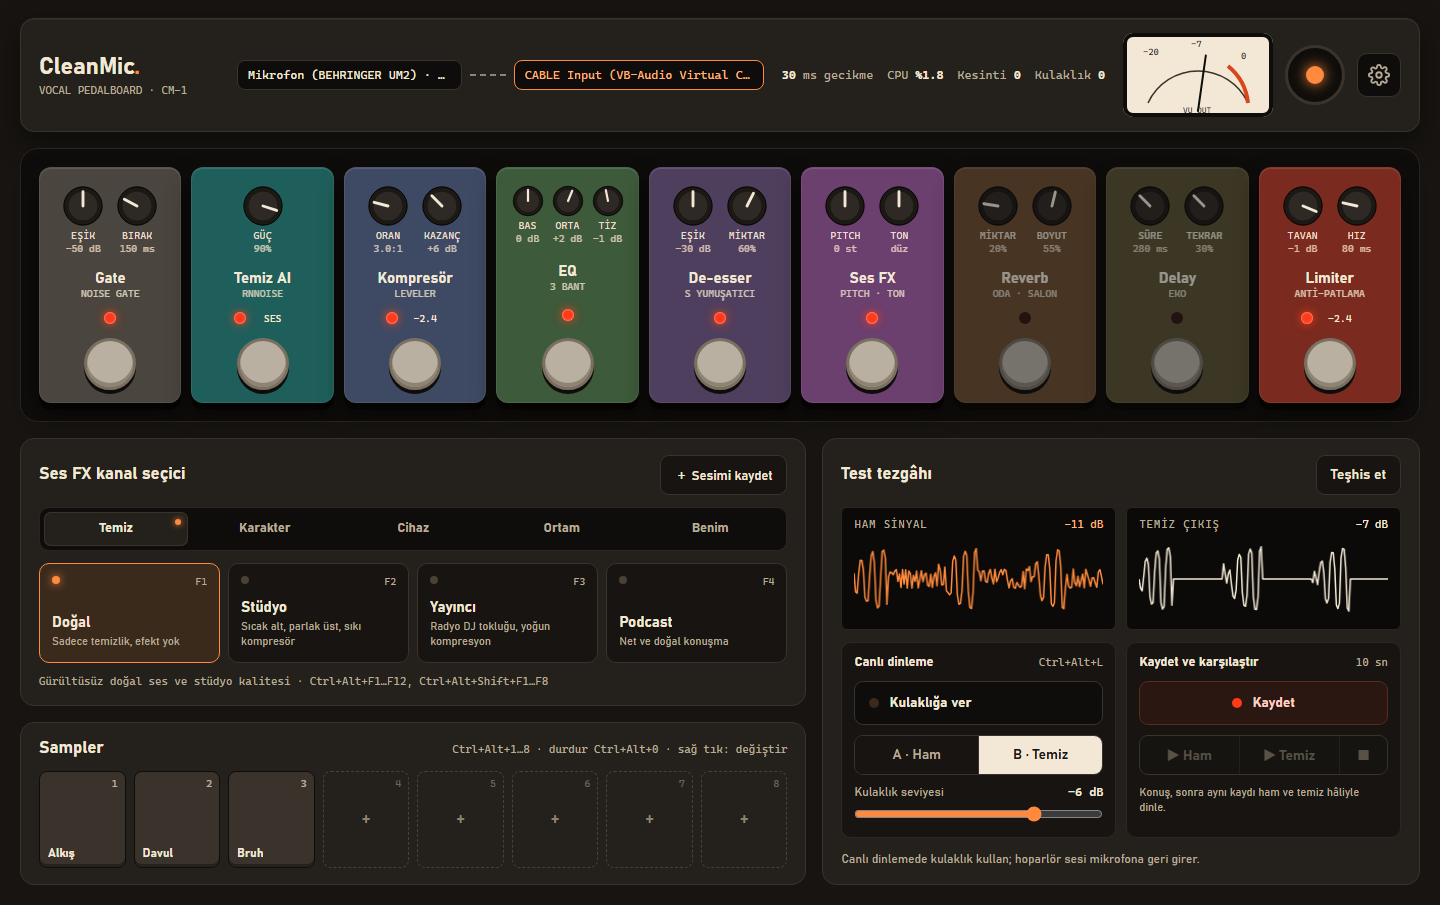 CleanMic.
VOCAL PEDALBOARD · CM-1
Mikrofon (BEHRINGER UM2) · …
CABLE Input (VB-Audio Virtual C…
30 ms gecikme CPU %1.8 Kesinti 0 Kulaklık 0
-20 -7 0
VU OUT
EŞİK BIRAK
-50 dB 150 ms
Gate
NOISE GATE
GÜÇ
90%
Temiz AI
RNNOISE
SES
ORAN KAZANÇ
3.0:1 +6 dB
Kompresör
LEVELER
-2.4
BAS ORTA TİZ
0 dB +2 dB -1 dB
EQ
3 BANT
EŞİK MİKTAR
-30 dB 60%
De-esser
S YUMUŞATICI
PITCH TON
0 st düz
Ses FX
PITCH · TON
MİKTAR BOYUT
20% 55%
Reverb
ODA · SALON
SÜRE TEKRAR
280 ms 30%
Delay
EKO
TAVAN HIZ
-1 dB 80 ms
Limiter
ANTİ-PATLAMA
-2.4
Ses FX kanal seçici
+ Sesimi kaydet
Temiz Karakter Cihaz Ortam Benim
F1
Doğal
Sadece temizlik, efekt yok
F2
Stüdyo
Sıcak alt, parlak üst, sıkı
kompresör
F3
Yayıncı
Radyo DJ tokluğu, yoğun
kompresyon
F4
Podcast
Net ve doğal konuşma
Gürültüsüz doğal ses ve stüdyo kalitesi · Ctrl+Alt+F1…F12, Ctrl+Alt+Shift+F1…F8
Sampler
Ctrl+Alt+1…8 · durdur Ctrl+Alt+0 · sağ tık: değiştir
1 2 3 4 5 6 7 8
+ + + + +
Alkış Davul Bruh
Test tezgâhı
Teşhis et
HAM SİNYAL -11 dB
TEMİZ ÇIKIŞ -7 dB
Canlı dinleme Ctrl+Alt+L
Kulaklığa ver
A · Ham B · Temiz
Kulaklık seviyesi -6 dB
Kaydet ve karşılaştır 10 sn
Kaydet
▶ Ham ▶ Temiz ■
Konuş, sonra aynı kaydı ham ve temiz hâliyle
dinle.
Canlı dinlemede kulaklık kullan; hoparlör sesi mikrofona geri girer.